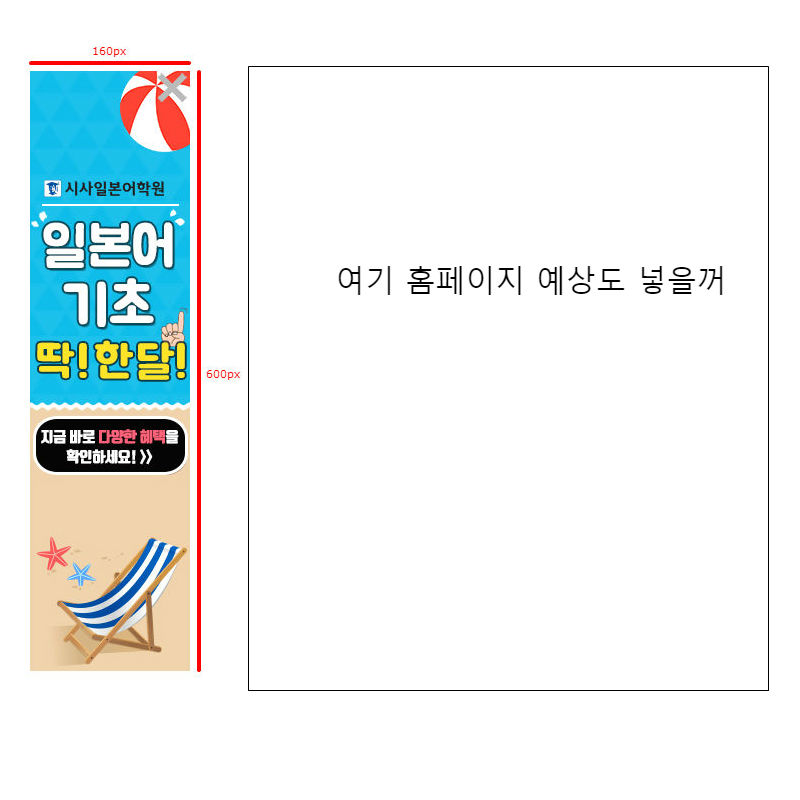 160px
시사일본어학원
일본어
기초
딱! 한달!
지금 바로 다양한 혜택을
확인하세요! >>
600px
여기 홈페이지 예상도 넣을꺼